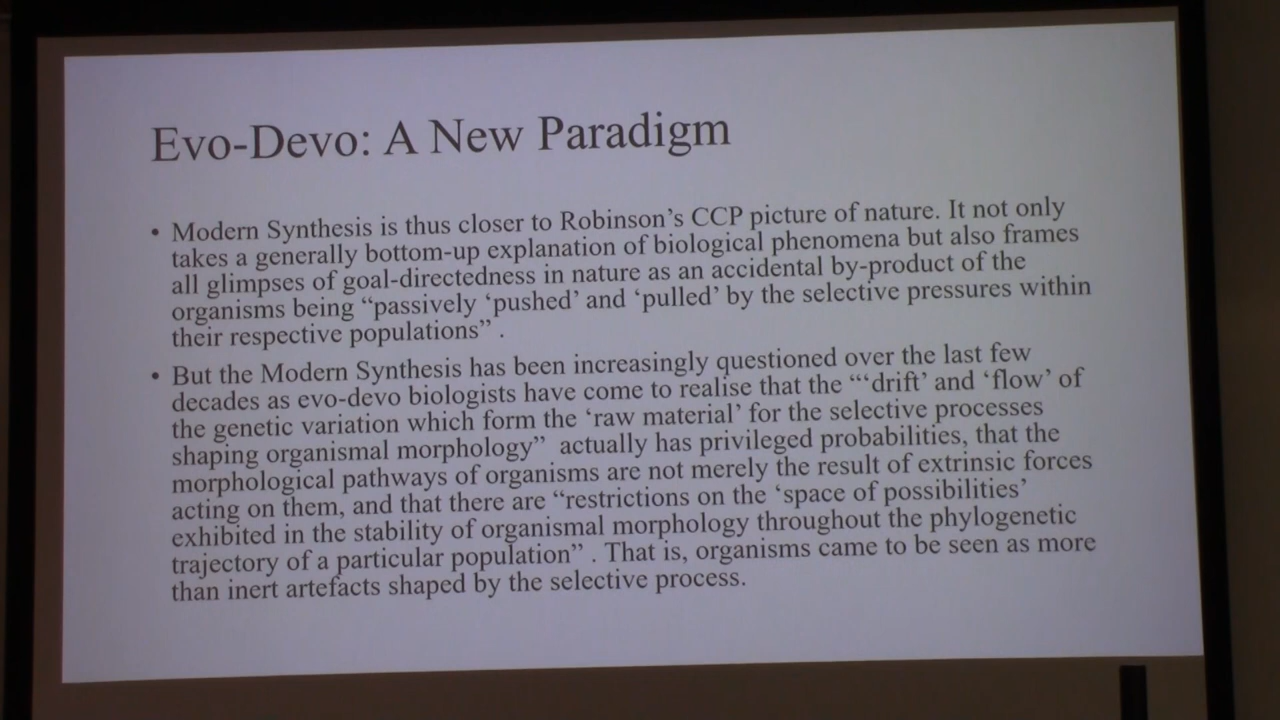 Evo-Devo: A New Paradigm
• Modern Synthesis is thus closer to Robinson’s CCP picture of nature. It not only
takes a generally bottom-up explanation of biological phenomena but also frames
all glimpses of goal-directedness in nature as an accidental by-product of the
organisms being “passively ‘pushed’ and ‘pulled’ by the selective pressures within
their respective populations” .
• But the Modern Synthesis has been increasingly questioned over the last few
decades as evo-devo biologists have come to realise that the “‘drift’ and ‘flow’ of
the genetic variation which form the ‘raw material’ for the selective processes
shaping organismal morphology” actually has privileged probabilities, that the
morphological pathways of organisms are not merely the result of extrinsic forces
acting on them, and that there are “restrictions on the ‘space of possibilities’
exhibited in the stability of organismal morphology throughout the phylogenetic
trajectory of a particular population” . That is, organisms came to be seen as more
than inert artefacts shaped by the selective process.